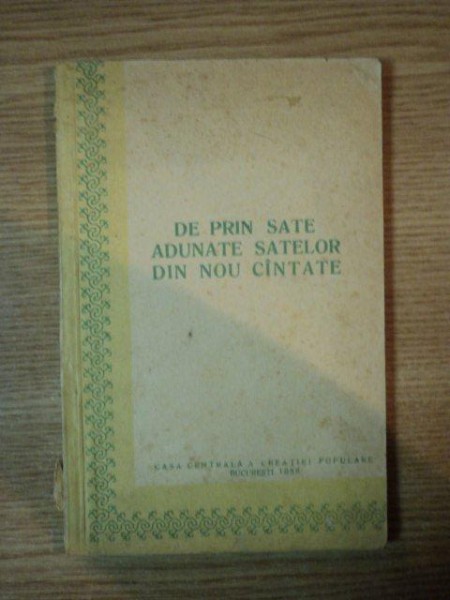 DE PRIN SATE
ADUNATE SATELOR
DIN NOU CÎNTATE
CASA CENTRALĂ A CREAȚIEI POPULARE
BUCUREȘTI